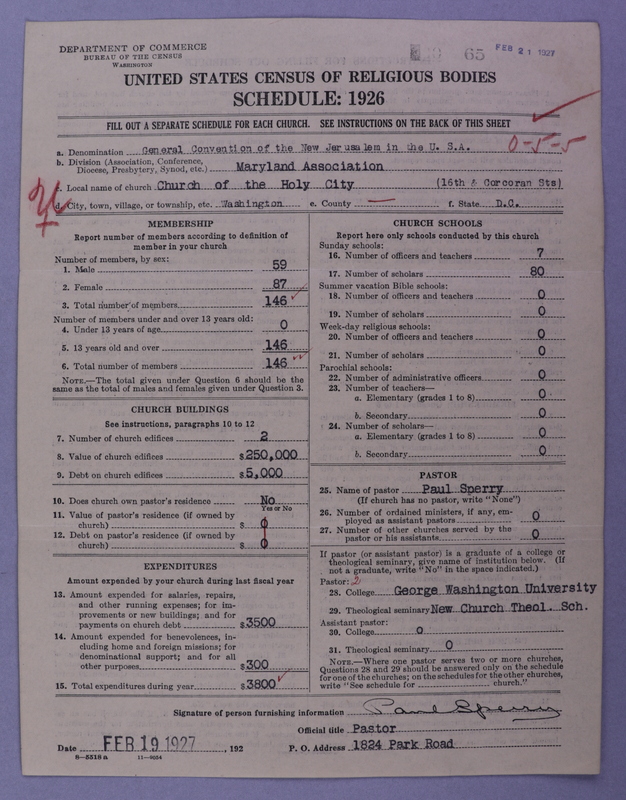 DEPARTMENT OF COMMERCE
BUREAU OF THE CENSUS
WASHINGTON
65 FEB 21 1927
UNITED STATES CENSUS OF RELIGIOUS BODIES
SCHEDULE: 1926
FILL OUT A SEPARATE SCHEDULE FOR EACH CHURCH. SEE INSTRUCTIONS ON THE BACK OF THIS SHEET
a. Denomination General Convention of the New Jerusalem in the U. S. A. 0-5-5
b. Division (Association, Conference, Diocese, Presbytery, Synod, etc.) Maryland Association
c. Local name of church Church of the Holy City (16th & Corcoran Sts)
d. City, town, village, or township, etc. Washington e. County — f. State D.C.
MEMBERSHIP
Report number of members according to definition of
member in your church
Number of members, by sex:
1. Male 59
2. Female 87
3. Total number of members 146
Number of members under and over 13 years old:
4. Under 13 years of age 0
5. 13 years old and over 146
6. Total number of members 146
NOTE.—The total given under Question 6 should be the
same as the total of males and females given under Question 3.
CHURCH BUILDINGS
See instructions, paragraphs 10 to 12
7. Number of church edifices 2
8. Value of church edifices $250,000
9. Debt on church edifices $5,000
10. Does church own pastor's residence No
Yes or No
11. Value of pastor's residence (if owned by
church) $ 0
12. Debt on pastor's residence (if owned by
church) $ 0
EXPENDITURES
Amount expended by your church during last fiscal year
13. Amount expended for salaries, repairs,
and other running expenses; for im-
provements or new buildings; and for
payments on church debt $3500
14. Amount expended for benevolences, in-
cluding home and foreign missions; for
denominational support; and for all
other purposes $300
15. Total expenditures during year $3800
CHURCH SCHOOLS
Report here only schools conducted by this church
Sunday schools:
16. Number of officers and teachers 7
17. Number of scholars 80
Summer vacation Bible schools:
18. Number of officers and teachers 0
19. Number of scholars 0
Week-day religious schools:
20. Number of officers and teachers 0
21. Number of scholars 0
Parochial schools:
22. Number of administrative officers 0
23. Number of teachers—
a. Elementary (grades 1 to 8) 0
b. Secondary 0
24. Number of scholars—
a. Elementary (grades 1 to 8) 0
b. Secondary 0
PASTOR
25. Name of pastor Paul Sperry
(If church has no pastor, write "None")
26. Number of ordained ministers, if any, em-
ployed as assistant pastors 0
27. Number of other churches served by the
pastor or his assistants 0
If pastor (or assistant pastor) is a graduate of a college or
theological seminary, give name of institution below. (If
not a graduate, write "No" in the space indicated.)
Pastor: 2
28. College George Washington University
29. Theological seminary New Church Theol. Sch.
Assistant pastor:
30. College 0
31. Theological seminary 0
NOTE.—Where one pastor serves two or more churches,
Questions 28 and 29 should be answered only on the schedule
for one of the churches; on the schedules for the other churches,
write "See schedule for church."
Signature of person furnishing information Paul Sperry
Official title Pastor
Date FEB 19 1927 , 192 P. O. Address 1824 Park Road
8—5518 a 11—9054